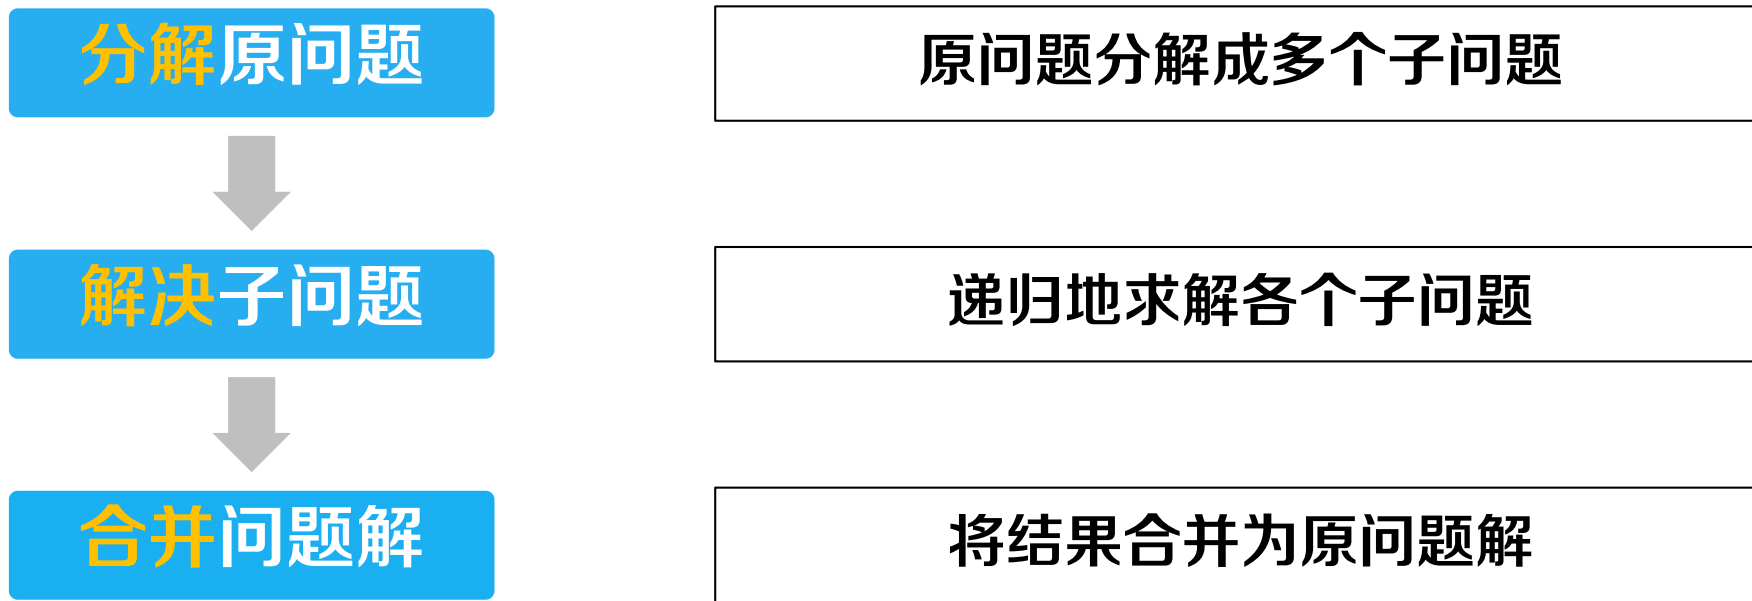 分解原问题
原问题分解成多个子问题
解决子问题
递归地求解各个子问题
合并问题解
将结果合并为原问题解